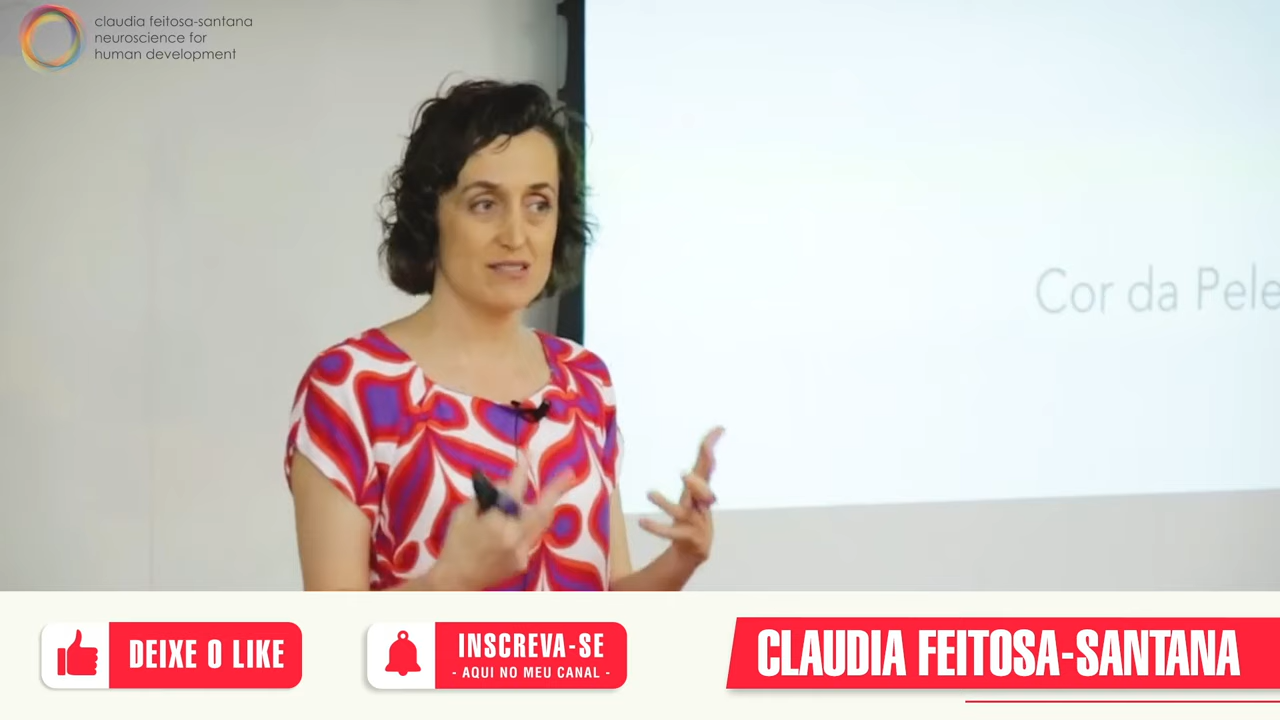 claudia feitosa-santana
neuroscience for
human development
Cor da Pele
DEIXE O LIKE
INSCREVA-SE
- AQUI NO MEU CANAL -
CLAUDIA FEITOSA-SANTANA